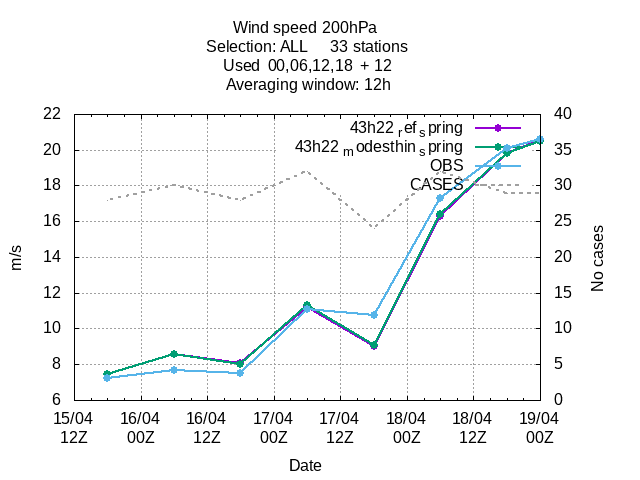 Wind speed 200hPa
Selection: ALL 33 stations
Used 00,06,12,18 + 12
Averaging window: 12h
43h22 refspring
43h22 modesthinspring
OBS
CASES
22
20
18
16
14
12
10
8
6
m/s
40
35
30
25
20
15
10
5
0
No cases
15/04 16/04 16/04 17/04 17/04 18/04 18/04 19/04
12Z 00Z 12Z 00Z 12Z 00Z 12Z 00Z
Date